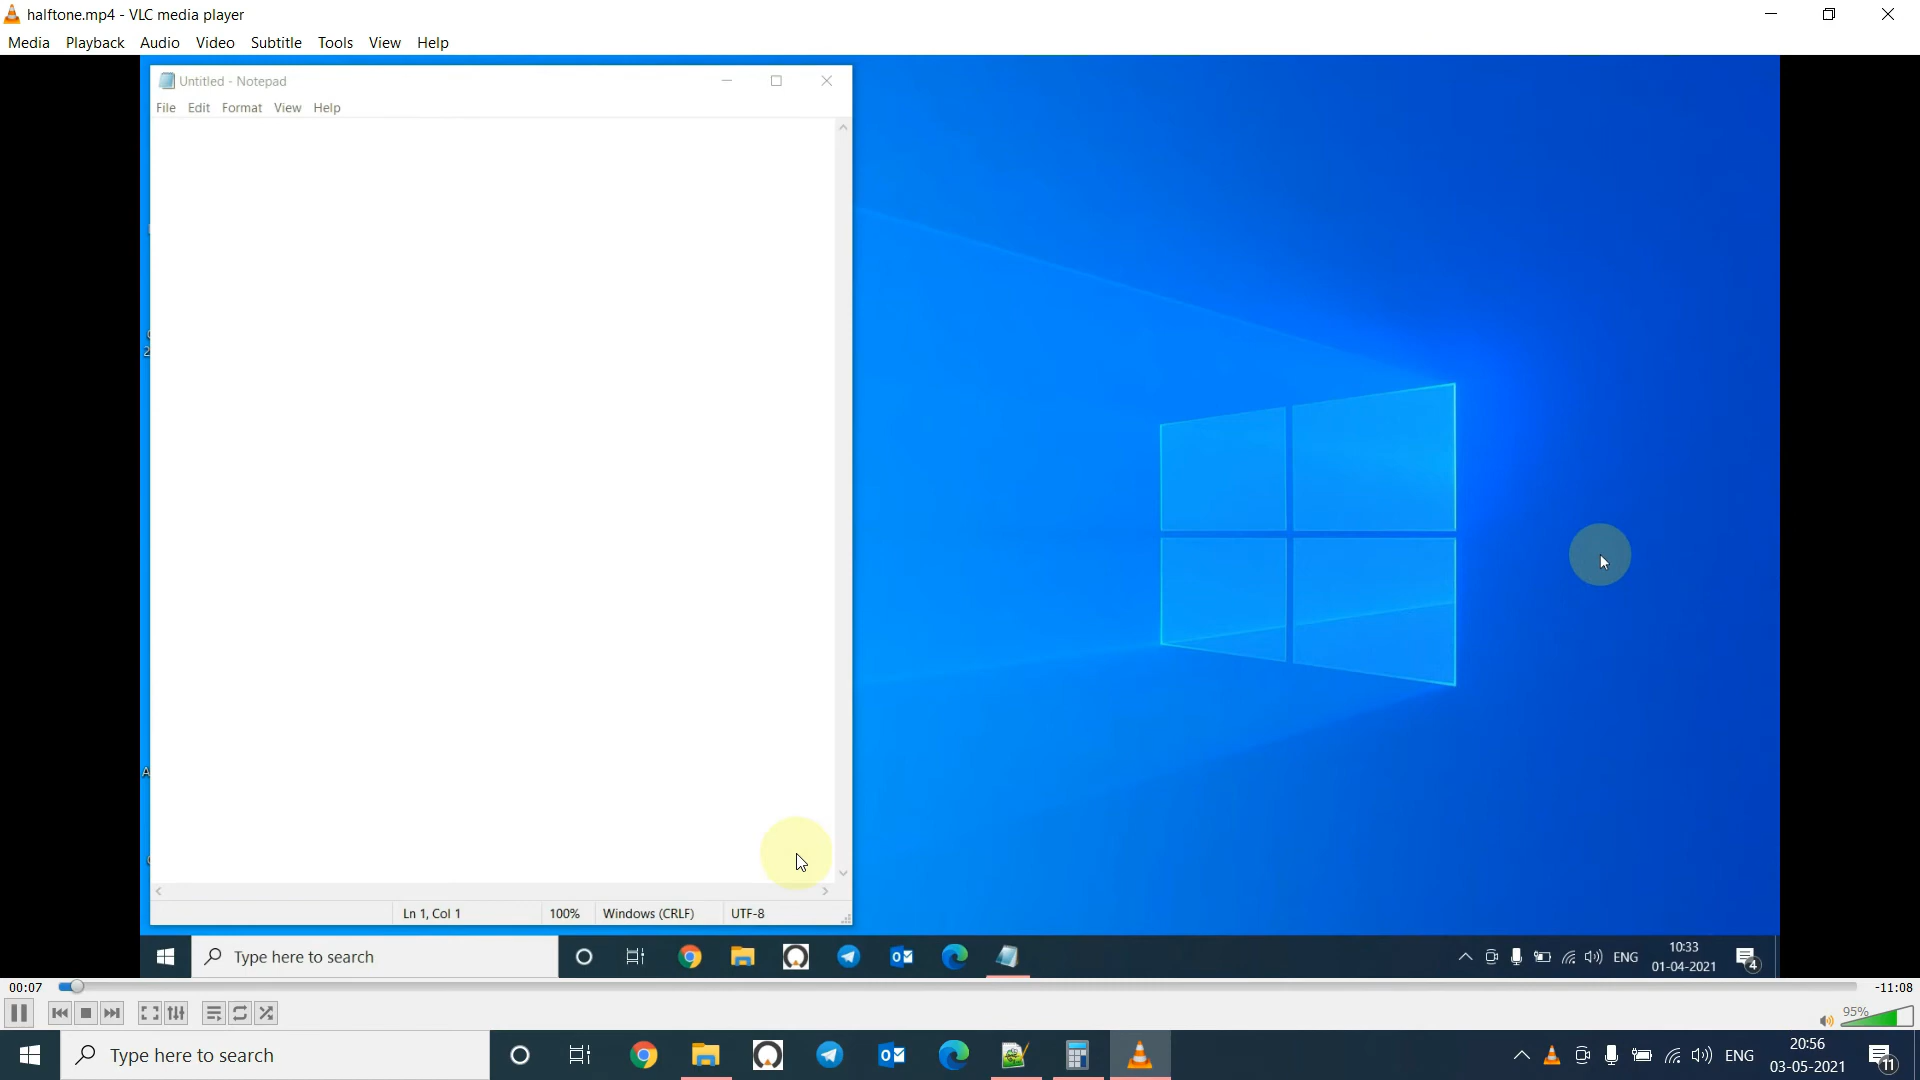 halftone.mp4 - VLC media player
Media Playback Audio Video Subtitle Tools View Help
Untitled - Notepad
File Edit Format View Help
Ln 1, Col 1 100% Windows (CRLF) UTF-8
Type here to search
ENG
10:33
01-04-2021
4
00:07
-11:08
95%
Type here to search
ENG
20:56
03-05-2021
11